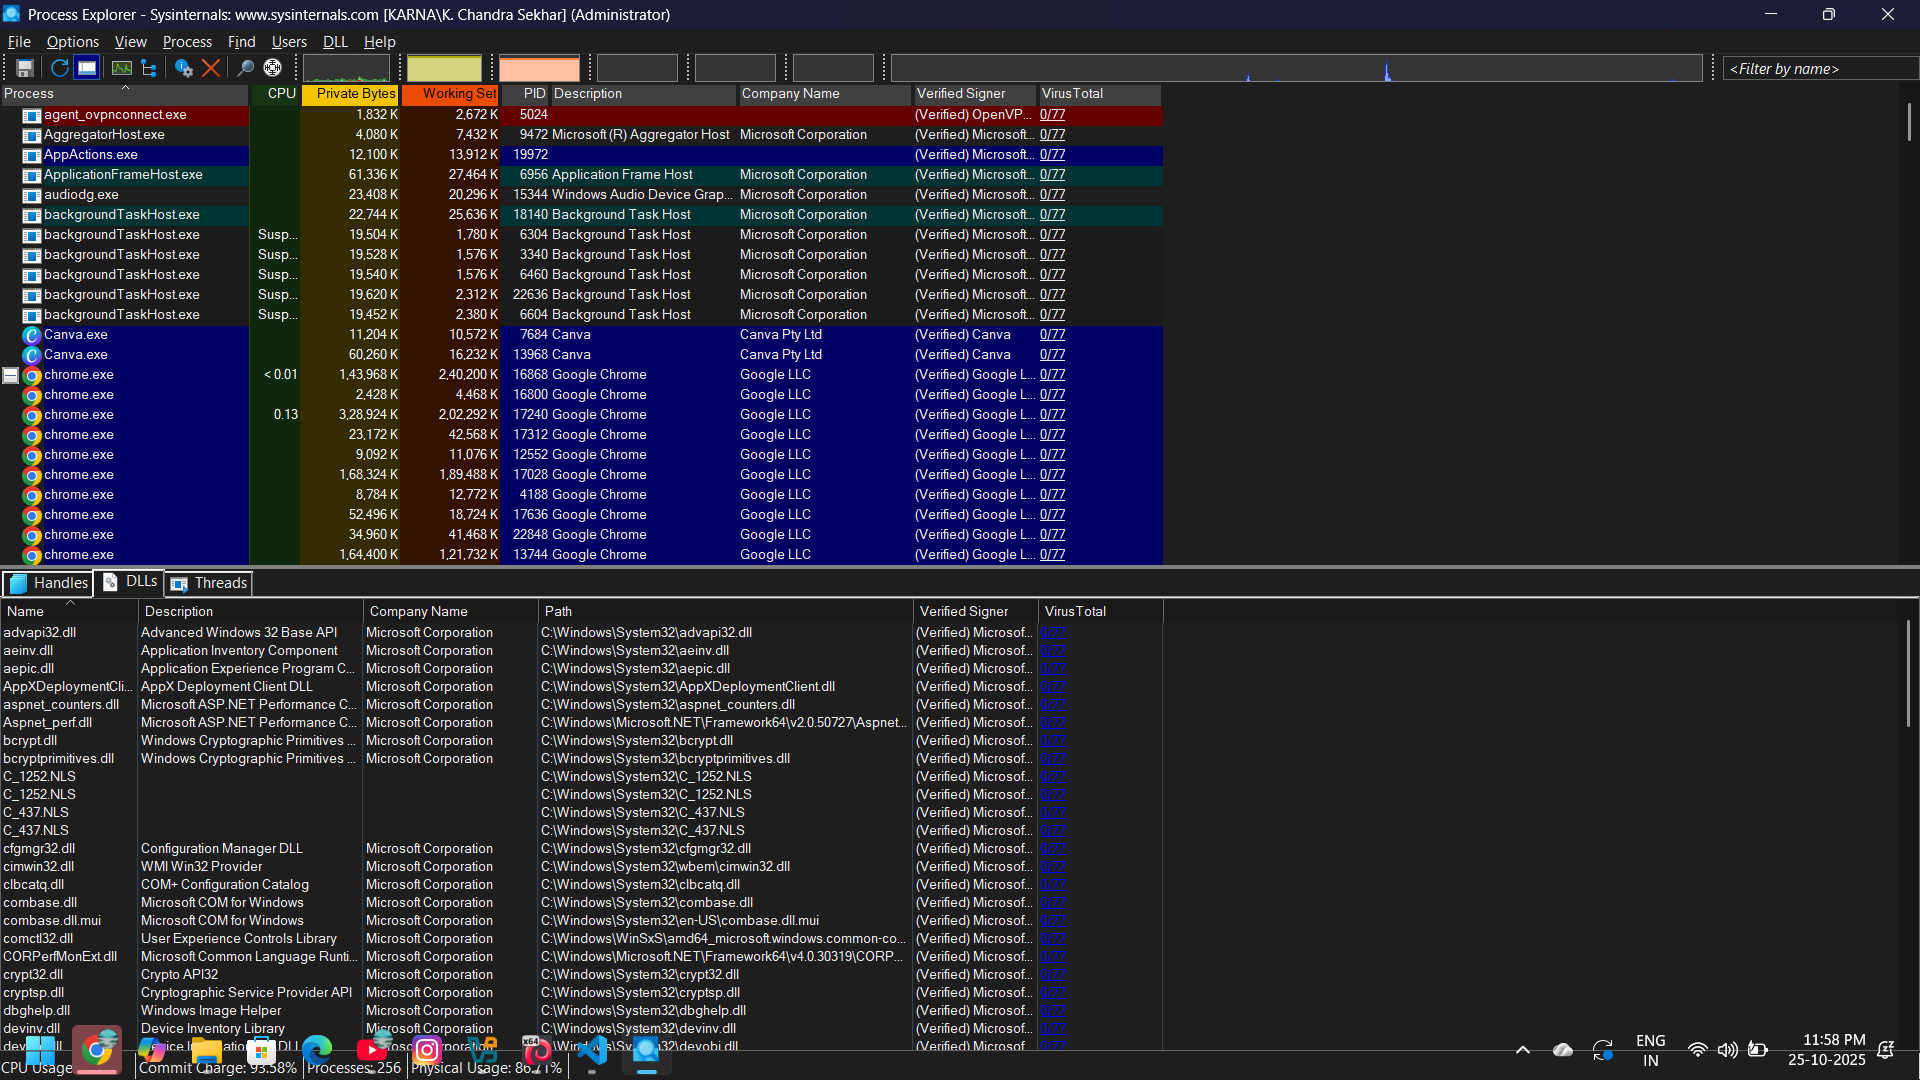 Process Explorer - Sysinternals: www.sysinternals.com [KARNA\K. Chandra Sekhar] (Administrator)
File Options View Process Find Users DLL Help
<Filter by name>
Process CPU Private Bytes Working Set PID Description Company Name Verified Signer VirusTotal
agent_ovpnconnect.exe 1,832 K 2,672 K 5024 (Verified) OpenVP... 0/77
AggregatorHost.exe 4,080 K 7,432 K 9472 Microsoft (R) Aggregator Host Microsoft Corporation (Verified) Microsoft... 0/77
AppActions.exe 12,100 K 13,912 K 19972 (Verified) Microsoft... 0/77
ApplicationFrameHost.exe 61,336 K 27,464 K 6956 Application Frame Host Microsoft Corporation (Verified) Microsoft... 0/77
audiodg.exe 23,408 K 20,296 K 15344 Windows Audio Device Grap... Microsoft Corporation (Verified) Microsoft... 0/77
backgroundTaskHost.exe 22,744 K 25,636 K 18140 Background Task Host Microsoft Corporation (Verified) Microsoft... 0/77
backgroundTaskHost.exe Susp... 19,504 K 1,780 K 6304 Background Task Host Microsoft Corporation (Verified) Microsoft... 0/77
backgroundTaskHost.exe Susp... 19,528 K 1,576 K 3340 Background Task Host Microsoft Corporation (Verified) Microsoft... 0/77
backgroundTaskHost.exe Susp... 19,540 K 1,576 K 6460 Background Task Host Microsoft Corporation (Verified) Microsoft... 0/77
backgroundTaskHost.exe Susp... 19,620 K 2,312 K 22636 Background Task Host Microsoft Corporation (Verified) Microsoft... 0/77
backgroundTaskHost.exe Susp... 19,452 K 2,380 K 6604 Background Task Host Microsoft Corporation (Verified) Microsoft... 0/77
Canva.exe 11,204 K 10,572 K 7684 Canva Canva Pty Ltd (Verified) Canva 0/77
Canva.exe 60,260 K 16,232 K 13968 Canva Canva Pty Ltd (Verified) Canva 0/77
chrome.exe < 0.01 1,43,968 K 2,40,200 K 16868 Google Chrome Google LLC (Verified) Google L... 0/77
chrome.exe 2,428 K 4,468 K 16800 Google Chrome Google LLC (Verified) Google L... 0/77
chrome.exe 0.13 3,28,924 K 2,02,292 K 17240 Google Chrome Google LLC (Verified) Google L... 0/77
chrome.exe 23,172 K 42,568 K 17312 Google Chrome Google LLC (Verified) Google L... 0/77
chrome.exe 9,092 K 11,076 K 12552 Google Chrome Google LLC (Verified) Google L... 0/77
chrome.exe 1,68,324 K 1,89,488 K 17028 Google Chrome Google LLC (Verified) Google L... 0/77
chrome.exe 8,784 K 12,772 K 4188 Google Chrome Google LLC (Verified) Google L... 0/77
chrome.exe 52,496 K 18,724 K 17636 Google Chrome Google LLC (Verified) Google L... 0/77
chrome.exe 34,960 K 41,468 K 22848 Google Chrome Google LLC (Verified) Google L... 0/77
chrome.exe 1,64,400 K 1,21,732 K 13744 Google Chrome Google LLC (Verified) Google L... 0/77
Handles DLLs Threads
Name Description Company Name Path Verified Signer VirusTotal
advapi32.dll Advanced Windows 32 Base API Microsoft Corporation C:\Windows\System32\advapi32.dll (Verified) Microsof... 0/77
aeinv.dll Application Inventory Component Microsoft Corporation C:\Windows\System32\aeinv.dll (Verified) Microsof... 0/77
aepic.dll Application Experience Program C... Microsoft Corporation C:\Windows\System32\aepic.dll (Verified) Microsof... 0/77
AppXDeploymentCli... AppX Deployment Client DLL Microsoft Corporation C:\Windows\System32\AppXDeploymentClient.dll (Verified) Microsof... 0/77
aspnet_counters.dll Microsoft ASP.NET Performance C... Microsoft Corporation C:\Windows\System32\aspnet_counters.dll (Verified) Microsof... 0/77
Aspnet_perf.dll Microsoft ASP.NET Performance C... Microsoft Corporation C:\Windows\Microsoft.NET\Framework64\v2.0.50727\Aspnet... (Verified) Microsof... 0/77
bcrypt.dll Windows Cryptographic Primitives ... Microsoft Corporation C:\Windows\System32\bcrypt.dll (Verified) Microsof... 0/77
bcryptprimitives.dll Windows Cryptographic Primitives ... Microsoft Corporation C:\Windows\System32\bcryptprimitives.dll (Verified) Microsof... 0/77
C_1252.NLS C:\Windows\System32\C_1252.NLS (Verified) Microsof... 0/77
C_1252.NLS C:\Windows\System32\C_1252.NLS (Verified) Microsof... 0/77
C_437.NLS C:\Windows\System32\C_437.NLS (Verified) Microsof... 0/77
C_437.NLS C:\Windows\System32\C_437.NLS (Verified) Microsof... 0/77
cfgmgr32.dll Configuration Manager DLL Microsoft Corporation C:\Windows\System32\cfgmgr32.dll (Verified) Microsof... 0/77
cimwin32.dll WMI Win32 Provider Microsoft Corporation C:\Windows\System32\wbem\cimwin32.dll (Verified) Microsof... 0/77
clbcatq.dll COM+ Configuration Catalog Microsoft Corporation C:\Windows\System32\clbcatq.dll (Verified) Microsof... 0/77
combase.dll Microsoft COM for Windows Microsoft Corporation C:\Windows\System32\combase.dll (Verified) Microsof... 0/77
combase.dll.mui Microsoft COM for Windows Microsoft Corporation C:\Windows\System32\en-US\combase.dll.mui (Verified) Microsof... 0/77
comctl32.dll User Experience Controls Library Microsoft Corporation C:\Windows\WinSxS\amd64_microsoft.windows.common-co... (Verified) Microsof... 0/77
CORPerfMonExt.dll Microsoft Common Language Runti... Microsoft Corporation C:\Windows\Microsoft.NET\Framework64\v4.0.30319\CORP... (Verified) Microsof... 0/77
crypt32.dll Crypto API32 Microsoft Corporation C:\Windows\System32\crypt32.dll (Verified) Microsof... 0/77
cryptsp.dll Cryptographic Service Provider API Microsoft Corporation C:\Windows\System32\cryptsp.dll (Verified) Microsof... 0/77
dbghelp.dll Windows Image Helper Microsoft Corporation C:\Windows\System32\dbghelp.dll (Verified) Microsof... 0/77
devinv.dll Device Inventory Library Microsoft Corporation C:\Windows\System32\devinv.dll (Verified) Microsof... 0/77
C:\Windows\System32\devobj.dll (Verified) Microsof... 0/77
CPU Usage Commit Charge: 93.58% Processes: 256 Physical Usage:
x64
ENG
IN
11:58 PM
25-10-2025